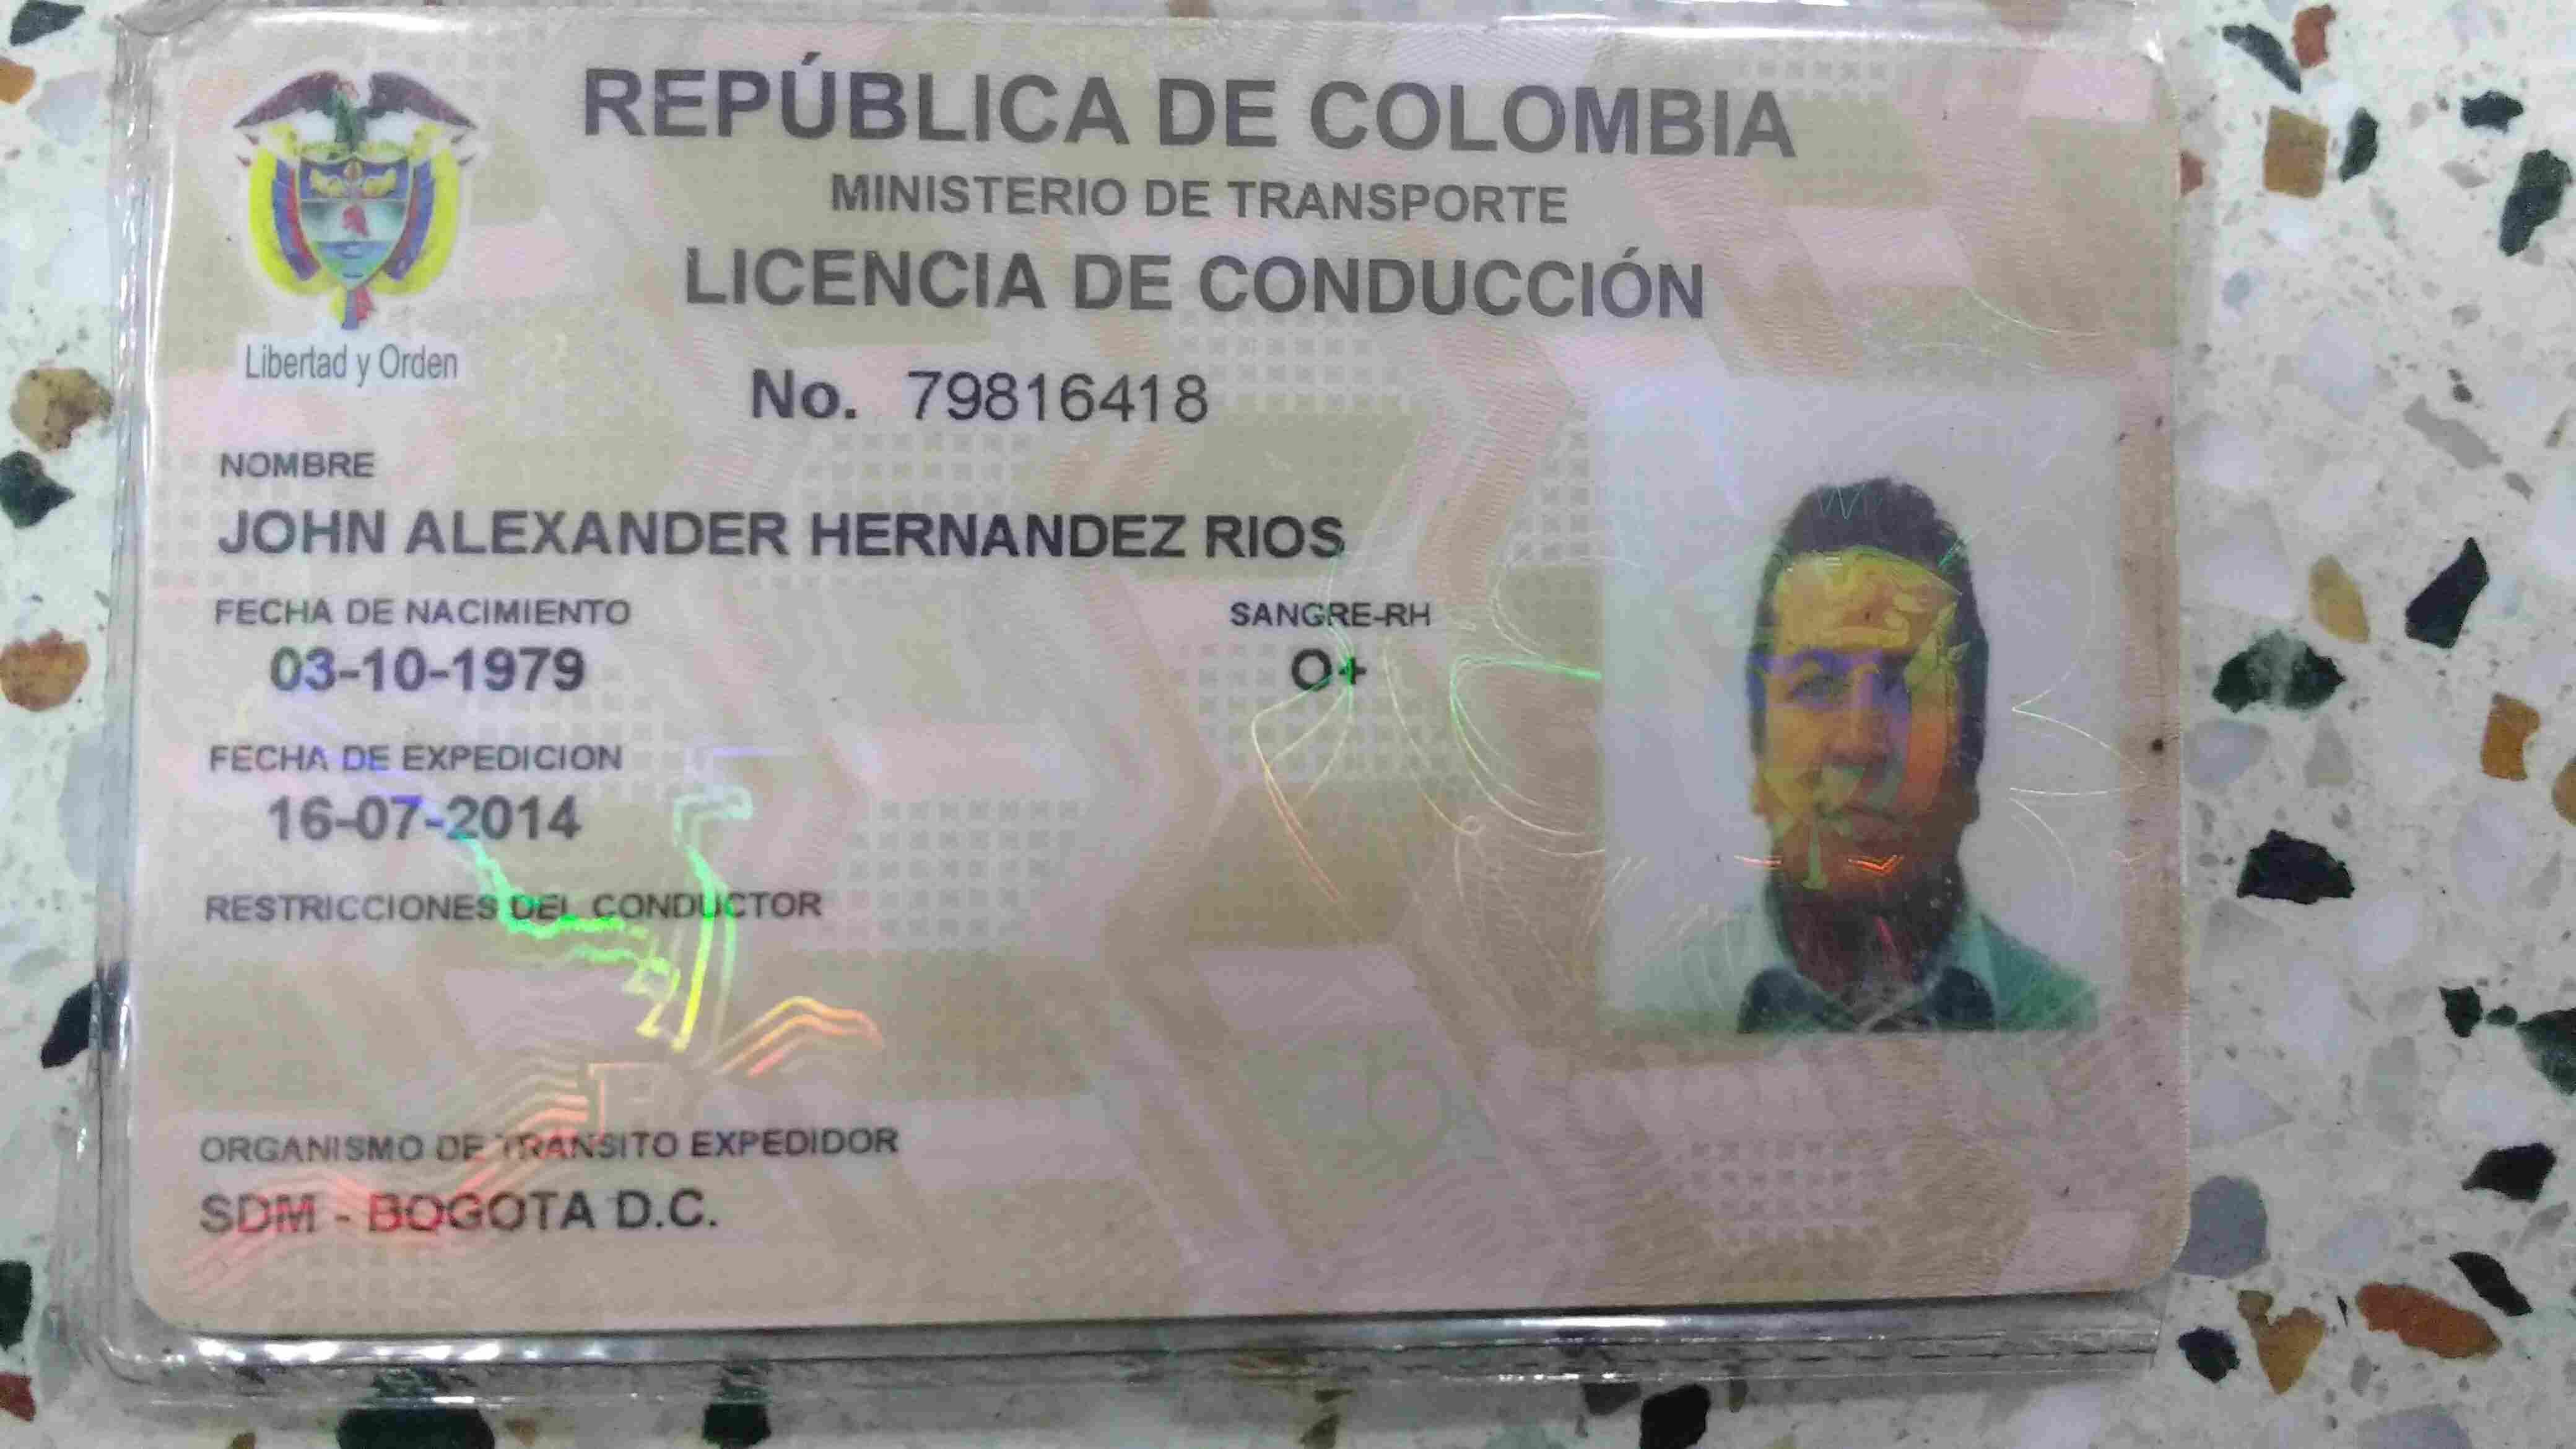 REPÚBLICA DE COLOMBIA
MINISTERIO DE TRANSPORTE
LICENCIA DE CONDUCCIÓN
Libertad y Orden
No. 79816418
NOMBRE
JOHN ALEXANDER HERNANDEZ RIOS
FECHA DE NACIMIENTO SANGRE-RH
03-10-1979 O+
FECHA DE EXPEDICION
16-07-2014
RESTRICCIONES DEL CONDUCTOR
ORGANISMO DE TRANSITO EXPEDIDOR
SDM - BOGOTA D.C.